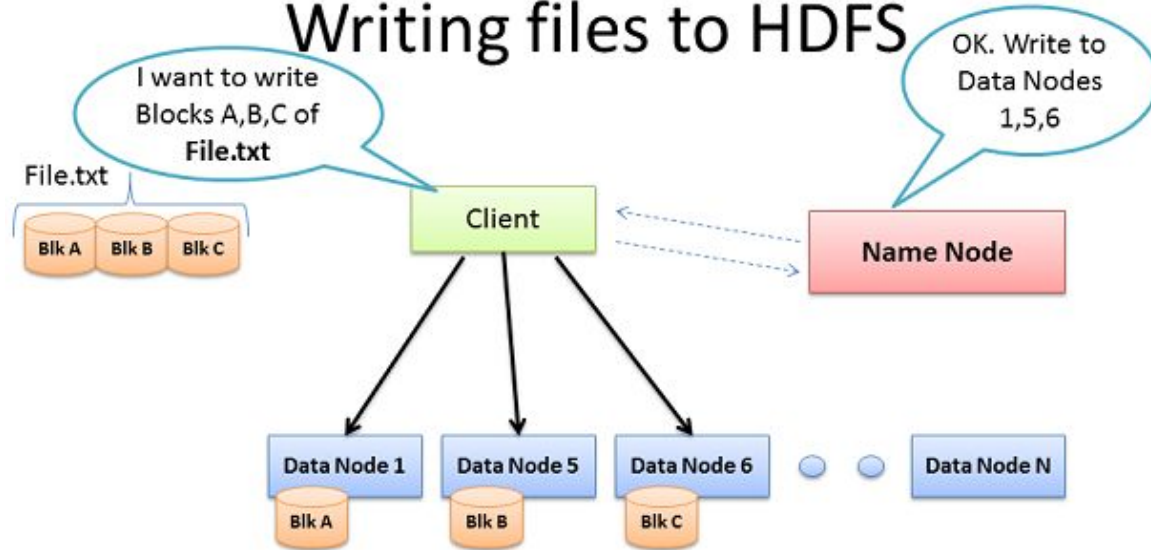 Writing files to HDFS
I want to write
Blocks A,B,C of
File.txt
OK. Write to
Data Nodes
1,5,6
File.txt
Blk A
Blk B
Blk C
Client
Name Node
Data Node 1
Data Node 5
Data Node 6
Data Node N
Blk A
Blk B
Blk C